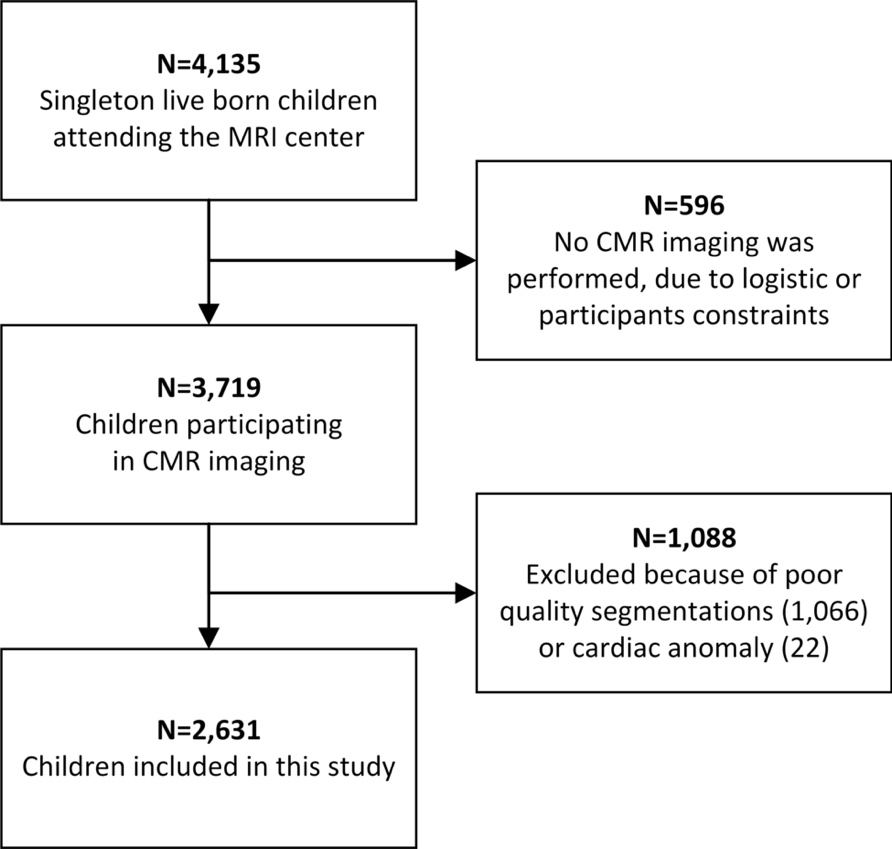 N=4,135
Singleton live born children
attending the MRI center
N=596
No CMR imaging was
performed, due to logistic or
participants constraints
N=3,719
Children participating
in CMR imaging
N=1,088
Excluded because of poor
quality segmentations (1,066)
or cardiac anomaly (22)
N=2,631
Children included in this study